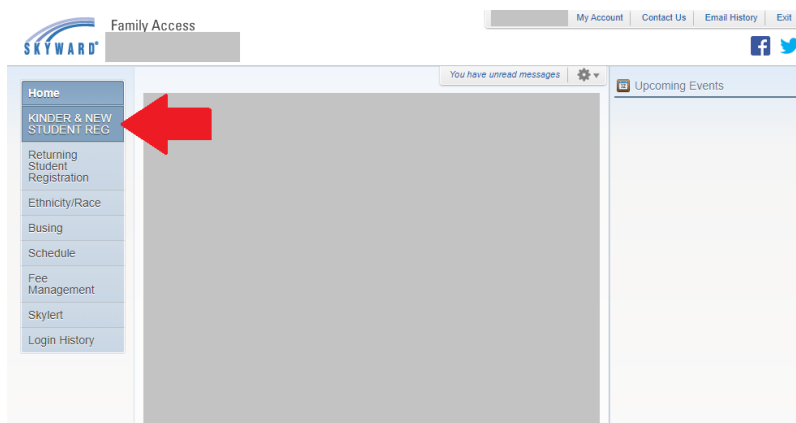 Family Access
SKYWARD®
My Account
Contact Us
Email History
Exit
You have unread messages
Home
KINDER & NEW
STUDENT REG
Returning
Student
Registration
Ethnicity/Race
Busing
Schedule
Fee
Management
Skylert
Login History
Upcoming Events